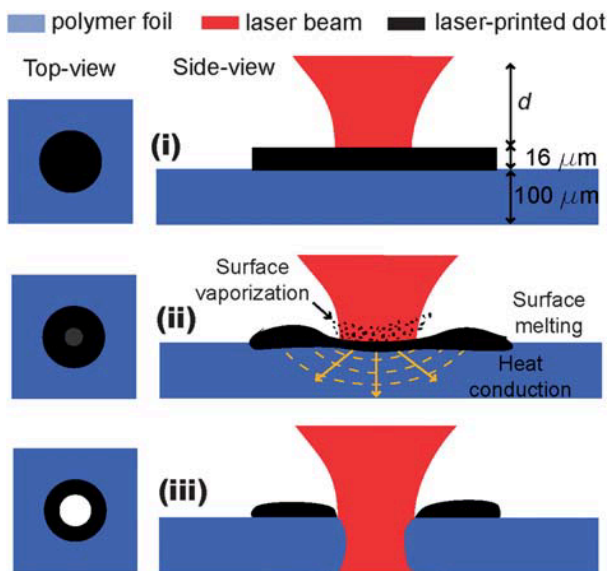 polymer foil laser beam laser-printed dot
Top-view Side-view
d
(i)
16 μm
100 μm
Surface
vaporization
(ii)
Surface
melting
Heat
conduction
(iii)